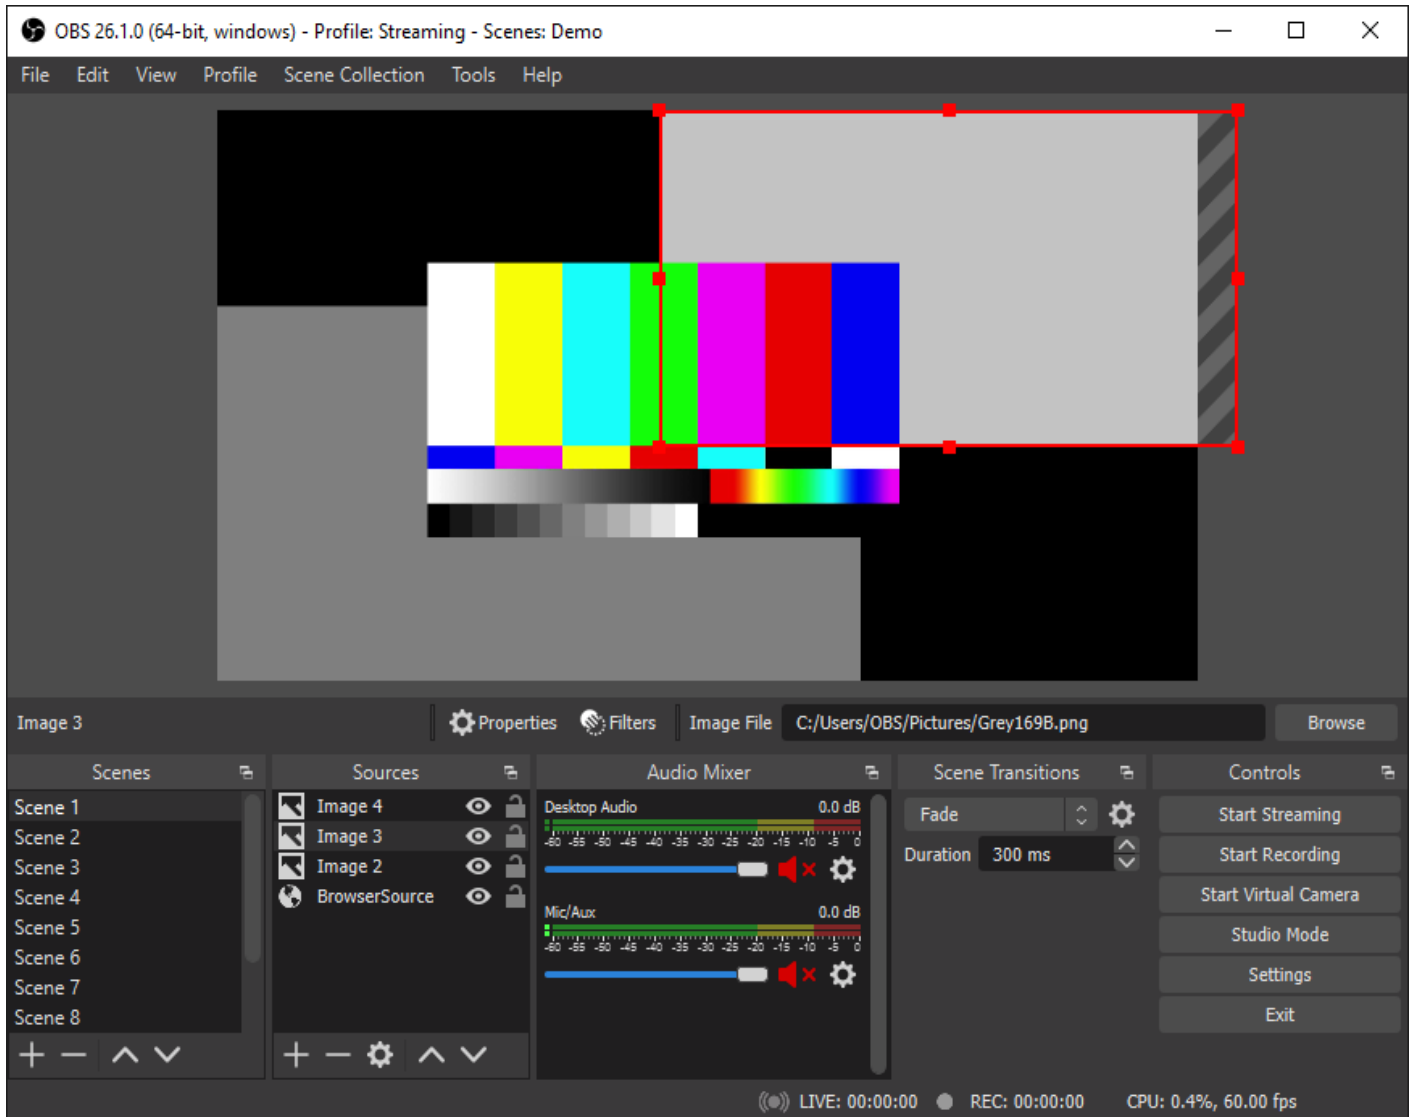 OBS 26.1.0 (64-bit, windows) - Profile: Streaming - Scenes: Demo
File Edit View Profile Scene Collection Tools Help
Image 3 Properties Filters Image File C:/Users/OBS/Pictures/Grey169B.png Browse
Scenes
Scene 1
Scene 2
Scene 3
Scene 4
Scene 5
Scene 6
Scene 7
Scene 8
Sources
Image 4
Image 3
Image 2
BrowserSource
Audio Mixer
Desktop Audio 0.0 dB
-60 -55 -50 -45 -40 -35 -30 -25 -20 -15 -10 -5 0
Mic/Aux 0.0 dB
-60 -55 -50 -45 -40 -35 -30 -25 -20 -15 -10 -5 0
Scene Transitions
Fade
Duration 300 ms
Controls
Start Streaming
Start Recording
Start Virtual Camera
Studio Mode
Settings
Exit
LIVE: 00:00:00 REC: 00:00:00 CPU: 0.4%, 60.00 fps